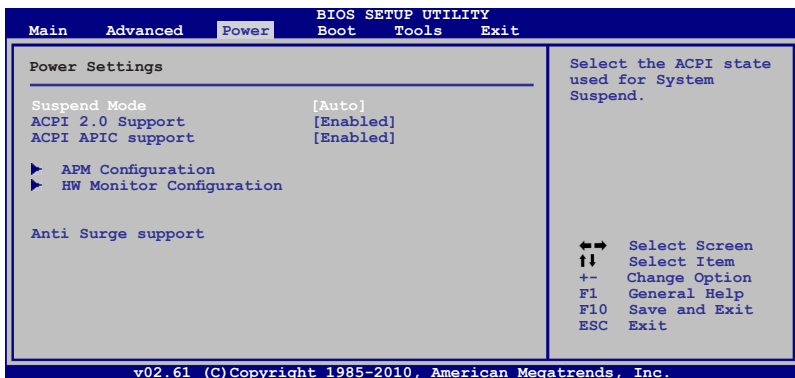 BIOS SETUP UTILITY
Main Advanced Power Boot Tools Exit
Power Settings
Suspend Mode [Auto]
ACPI 2.0 Support [Enabled]
ACPI APIC support [Enabled]
APM Configuration
HW Monitor Configuration
Anti Surge support
Select the ACPI state
used for System
Suspend.
Select Screen
Select Item
+- Change Option
F1 General Help
F10 Save and Exit
ESC Exit
v02.61 (C)Copyright 1985-2010, American Megatrends, Inc.